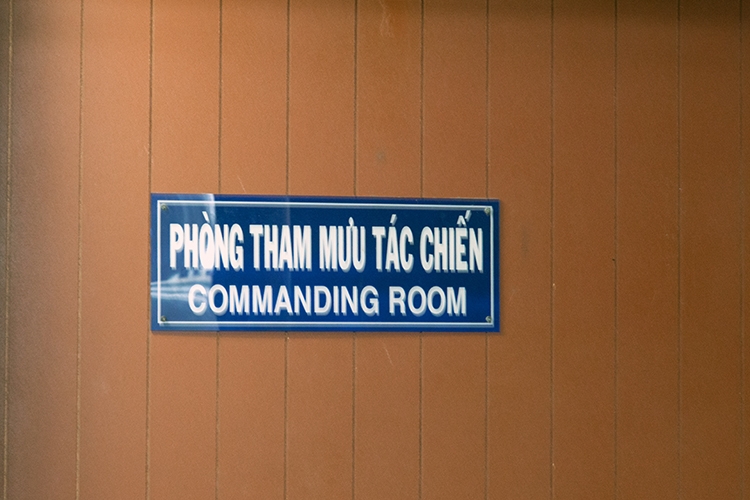 PHÒNG THAM MƯU TÁC CHIẾN
COMMANDING ROOM